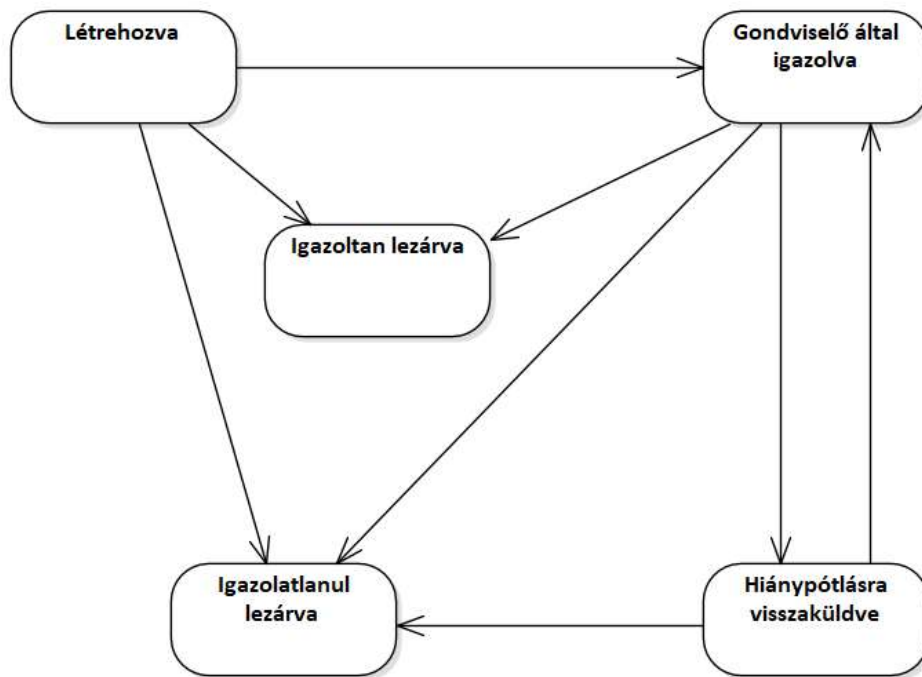 Létrehozva
Gondviselő által
igazolva
Igazoltan lezárva
Igazolatlanul
lezárva
Hiánypótlásra
visszaküldve